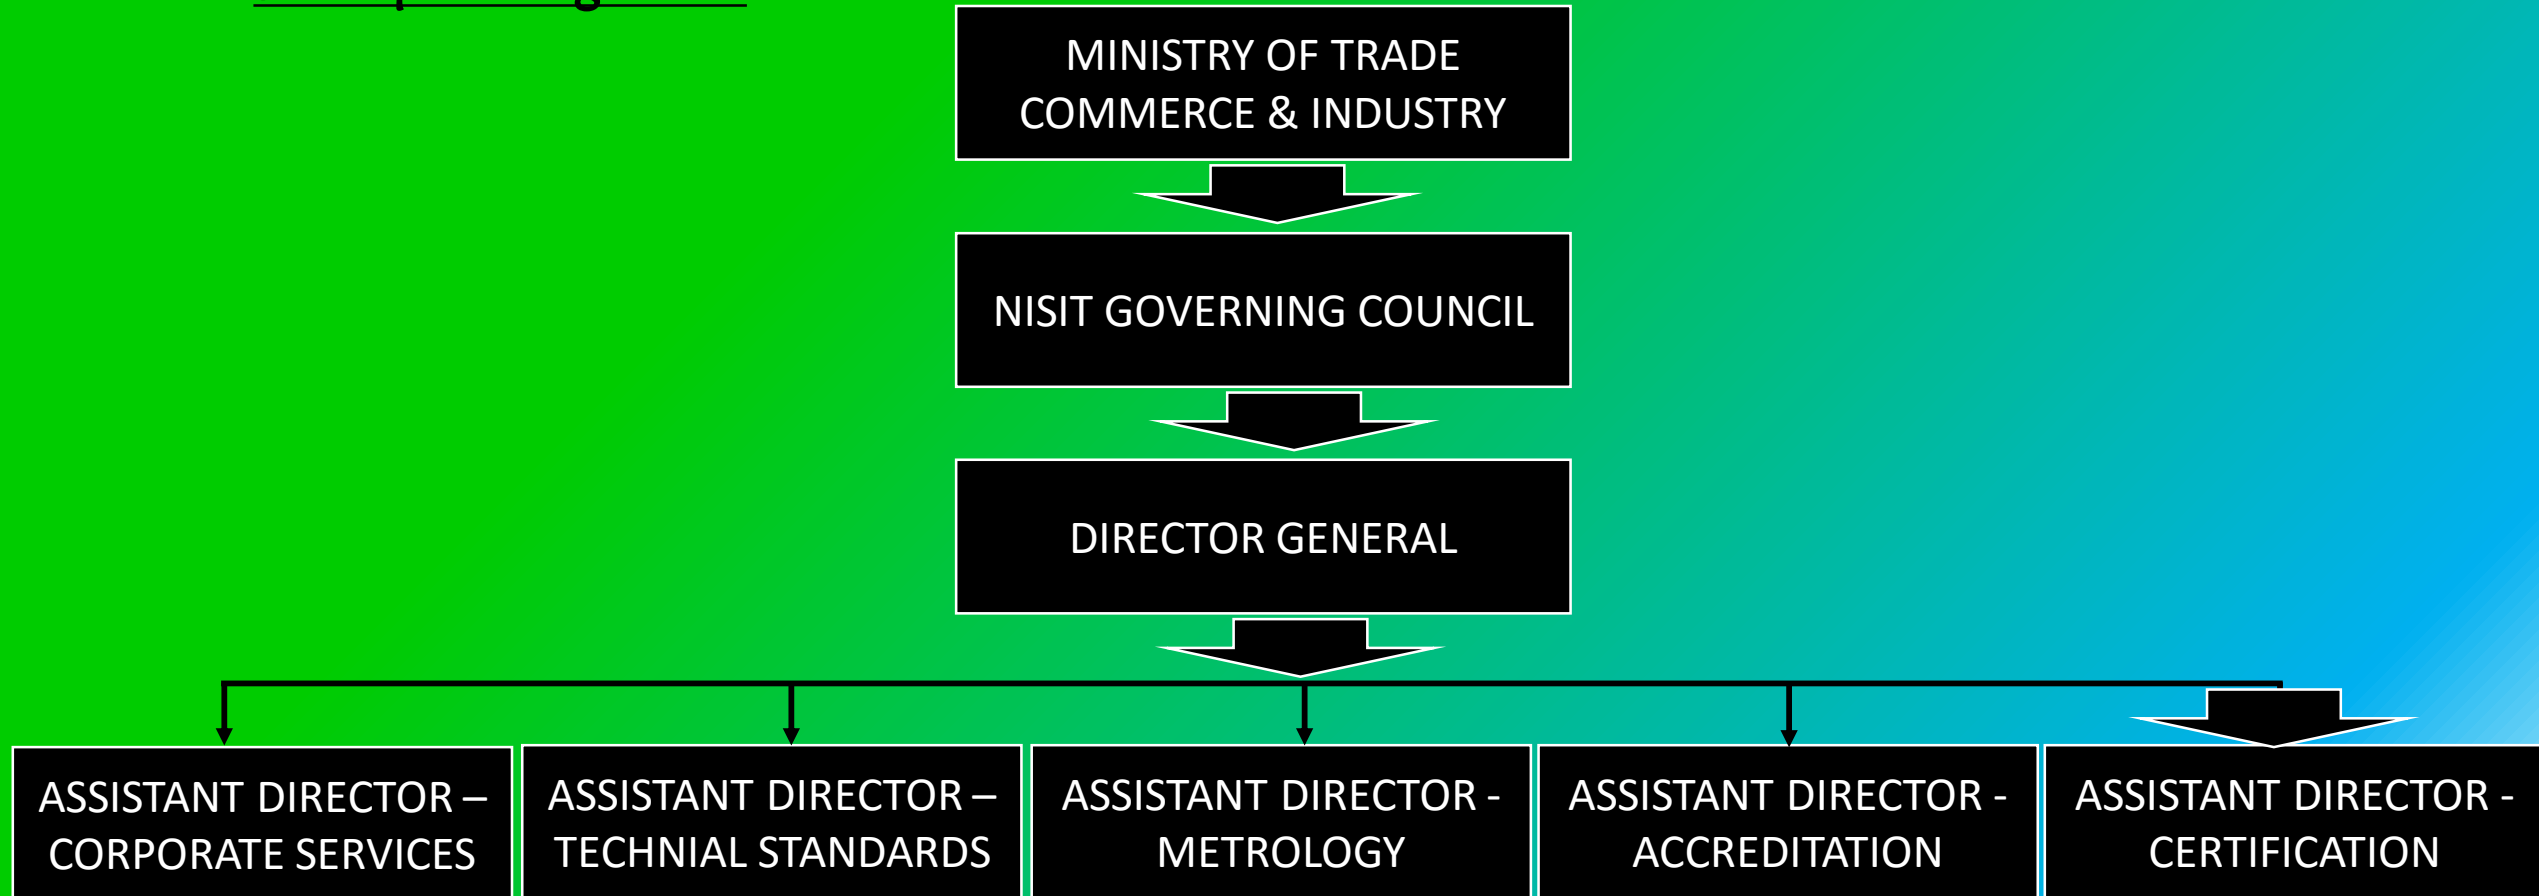 MINISTRY OF TRADE
COMMERCE & INDUSTRY
NISIT GOVERNING COUNCIL
DIRECTOR GENERAL
ASSISTANT DIRECTOR –
CORPORATE SERVICES
ASSISTANT DIRECTOR –
TECHNIAL STANDARDS
ASSISTANT DIRECTOR -
METROLOGY
ASSISTANT DIRECTOR -
ACCREDITATION
ASSISTANT DIRECTOR -
CERTIFICATION